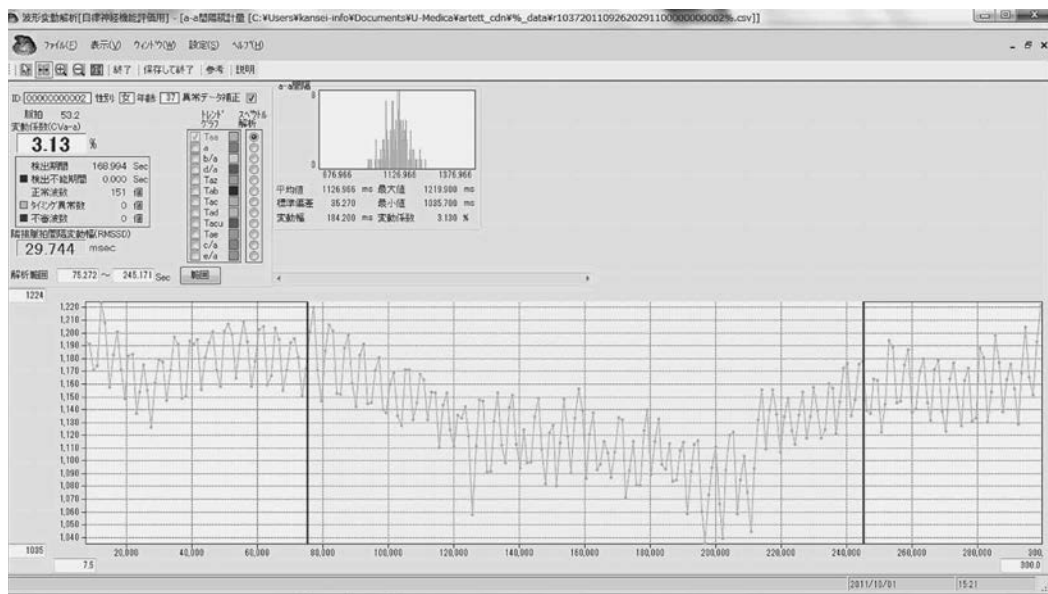 波形変動解析[自律神経機能評価用] - [a-a間隔統計量 [C:¥Users¥kansei-info¥Documents¥U-Medica¥artett_cdn¥%_data¥r10372011092620291100000000002%.csv]]
ファイル(F) 表示(V) ウィンドウ(W) 設定(S) ヘルプ(H)
終了 保存して終了 参考 説明
ID 00000000002 性別 女 年齢 37 異常データ補正
脈拍 53.2
変動係数(CVa-a)
3.13 %
検出期間 168.994 Sec
検出不能期間 0.000 Sec
正常波数 151 個
タイミング異常数 0 個
不審波数 0 個
隣接脈拍間隔変動幅(RMSSD)
29.744 msec
解析範囲 75.272 ～ 245.171 Sec 範囲
トレンドグラフ スペクトル解析
Taa
a
b/a
d/a
Taz
Tab
Tac
Tad
Tacu
Tae
c/a
e/a
a-a間隔
8
0
876.966 1126.966 1376.966
平均値 1126.966 ms 最大値 1219.900 ms
標準偏差 35.270 最小値 1035.700 ms
変動幅 184.200 ms 変動係数 3.130 %
1224
1,220
1,210
1,200
1,190
1,180
1,170
1,160
1,150
1,140
1,130
1,120
1,110
1,100
1,090
1,080
1,070
1,060
1,050
1,040
1035
20,000 40,000 60,000 80,000 100,000 120,000 140,000 160,000 180,000 200,000 220,000 240,000 260,000 280,000 300,
7.5 300.0
2011/10/01 15:21